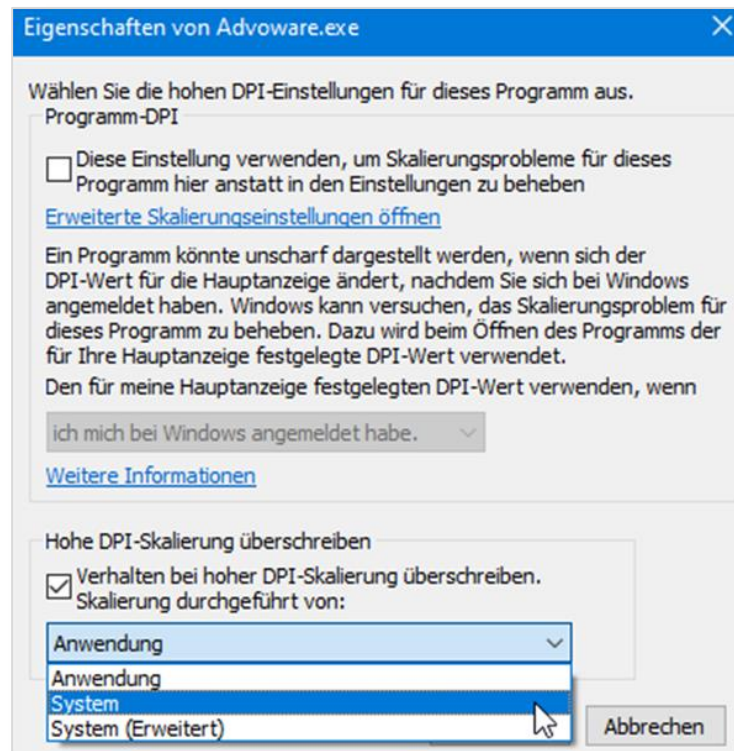 Eigenschaften von Advoware.exe
Wählen Sie die hohen DPI-Einstellungen für dieses Programm aus.
Programm-DPI
Diese Einstellung verwenden, um Skalierungsprobleme für dieses
Programm hier anstatt in den Einstellungen zu beheben
Erweiterte Skalierungseinstellungen öffnen
Ein Programm könnte unscharf dargestellt werden, wenn sich der
DPI-Wert für die Hauptanzeige ändert, nachdem Sie sich bei Windows
angemeldet haben. Windows kann versuchen, das Skalierungsproblem für
dieses Programm zu beheben. Dazu wird beim Öffnen des Programms der
für Ihre Hauptanzeige festgelegte DPI-Wert verwendet.
Den für meine Hauptanzeige festgelegten DPI-Wert verwenden, wenn
ich mich bei Windows angemeldet habe.
Weitere Informationen
Hohe DPI-Skalierung überschreiben
Verhalten bei hoher DPI-Skalierung überschreiben.
Skalierung durchgeführt von:
Anwendung
Anwendung
System
System (Erweitert)
Abbrechen